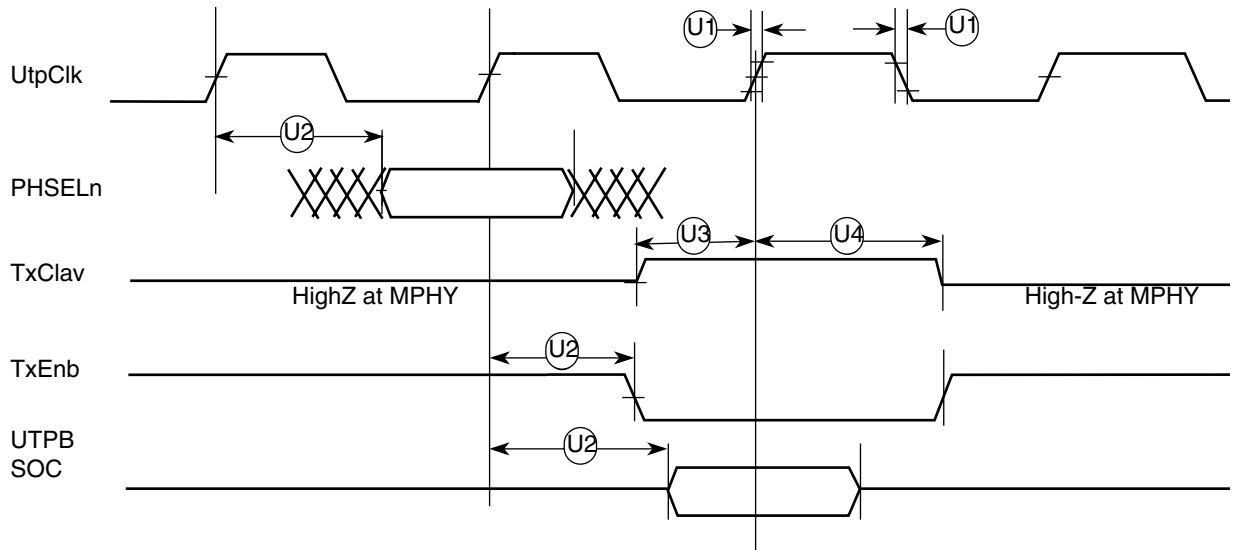 U1
U1
UtpClk
U2
PHSELn
U3
U4
TxClav
HighZ at MPHY
High-Z at MPHY
U2
TxEnb
UTPB
U2
SOC